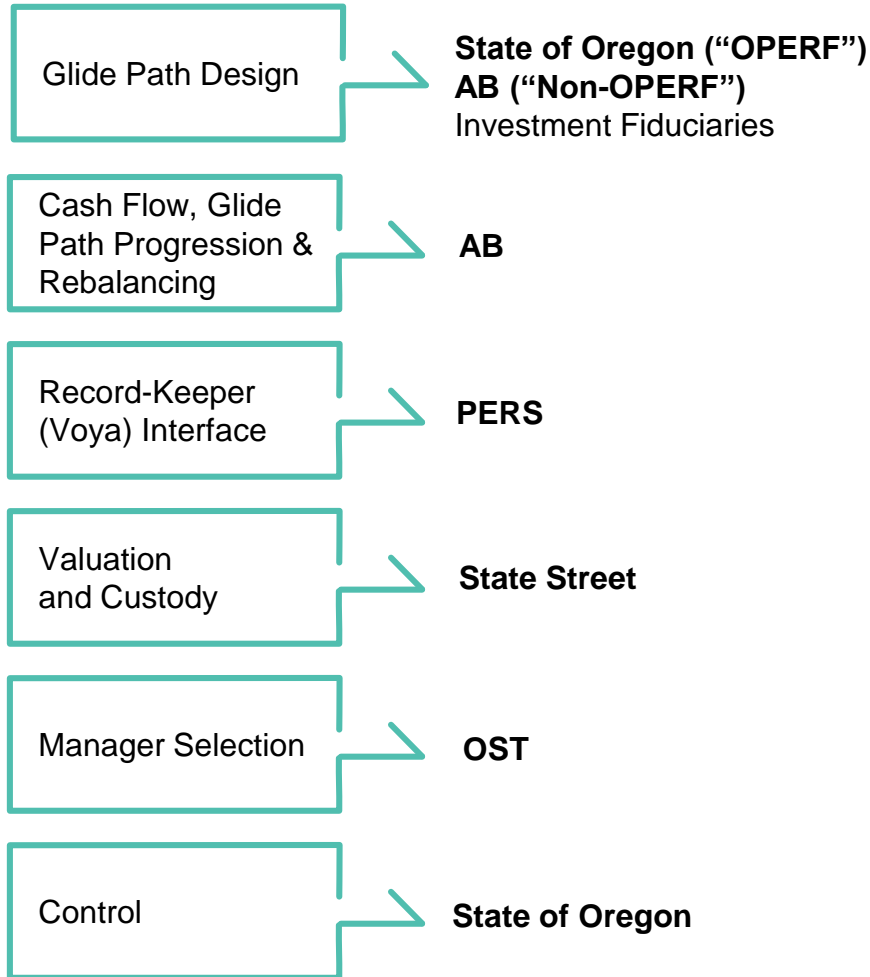 Glide Path Design
State of Oregon (“OPERF”)
AB (“Non-OPERF”)
Investment Fiduciaries
Cash Flow, Glide
Path Progression &
Rebalancing
AB
Record-Keeper
(Voya) Interface
PERS
Valuation
and Custody
State Street
Manager Selection
OST
Control
State of Oregon